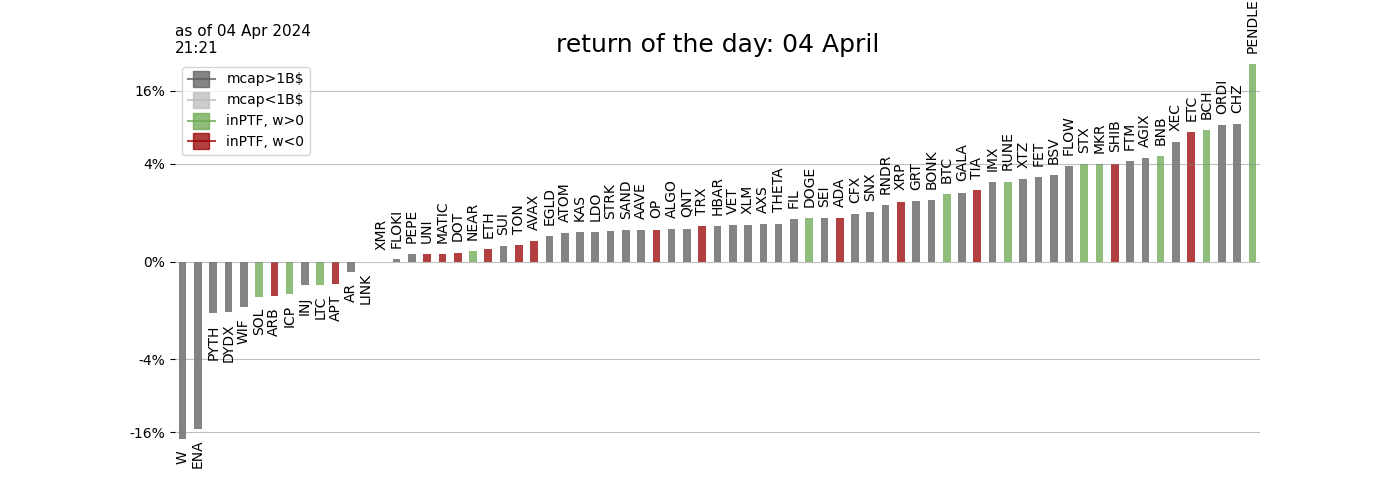 as of 04 Apr 2024
21:21
return of the day: 04 April
mcap>1B$
mcap<1B$
inPTF, w>0
inPTF, w<0
16%
4%
0%
-4%
-16%
W
ENA
PYTH
DYDX
WIF
SOL
ARB
ICP
INJ
LTC
APT
AR
LINK
XMR
FLOKI
PEPE
UNI
MATIC
DOT
NEAR
ETH
SUI
TON
AVAX
EGLD
ATOM
KAS
LDO
STRK
SAND
AAVE
OP
ALGO
QNT
TRX
HBAR
VET
XLM
AXS
THETA
FIL
DOGE
SEI
ADA
CFX
SNX
RNDR
XRP
GRT
BONK
BTC
GALA
TIA
IMX
RUNE
XTZ
FET
BSV
FLOW
STX
MKR
SHIB
FTM
AGIX
BNB
XEC
ETC
BCH
ORDI
CHZ
PENDLE